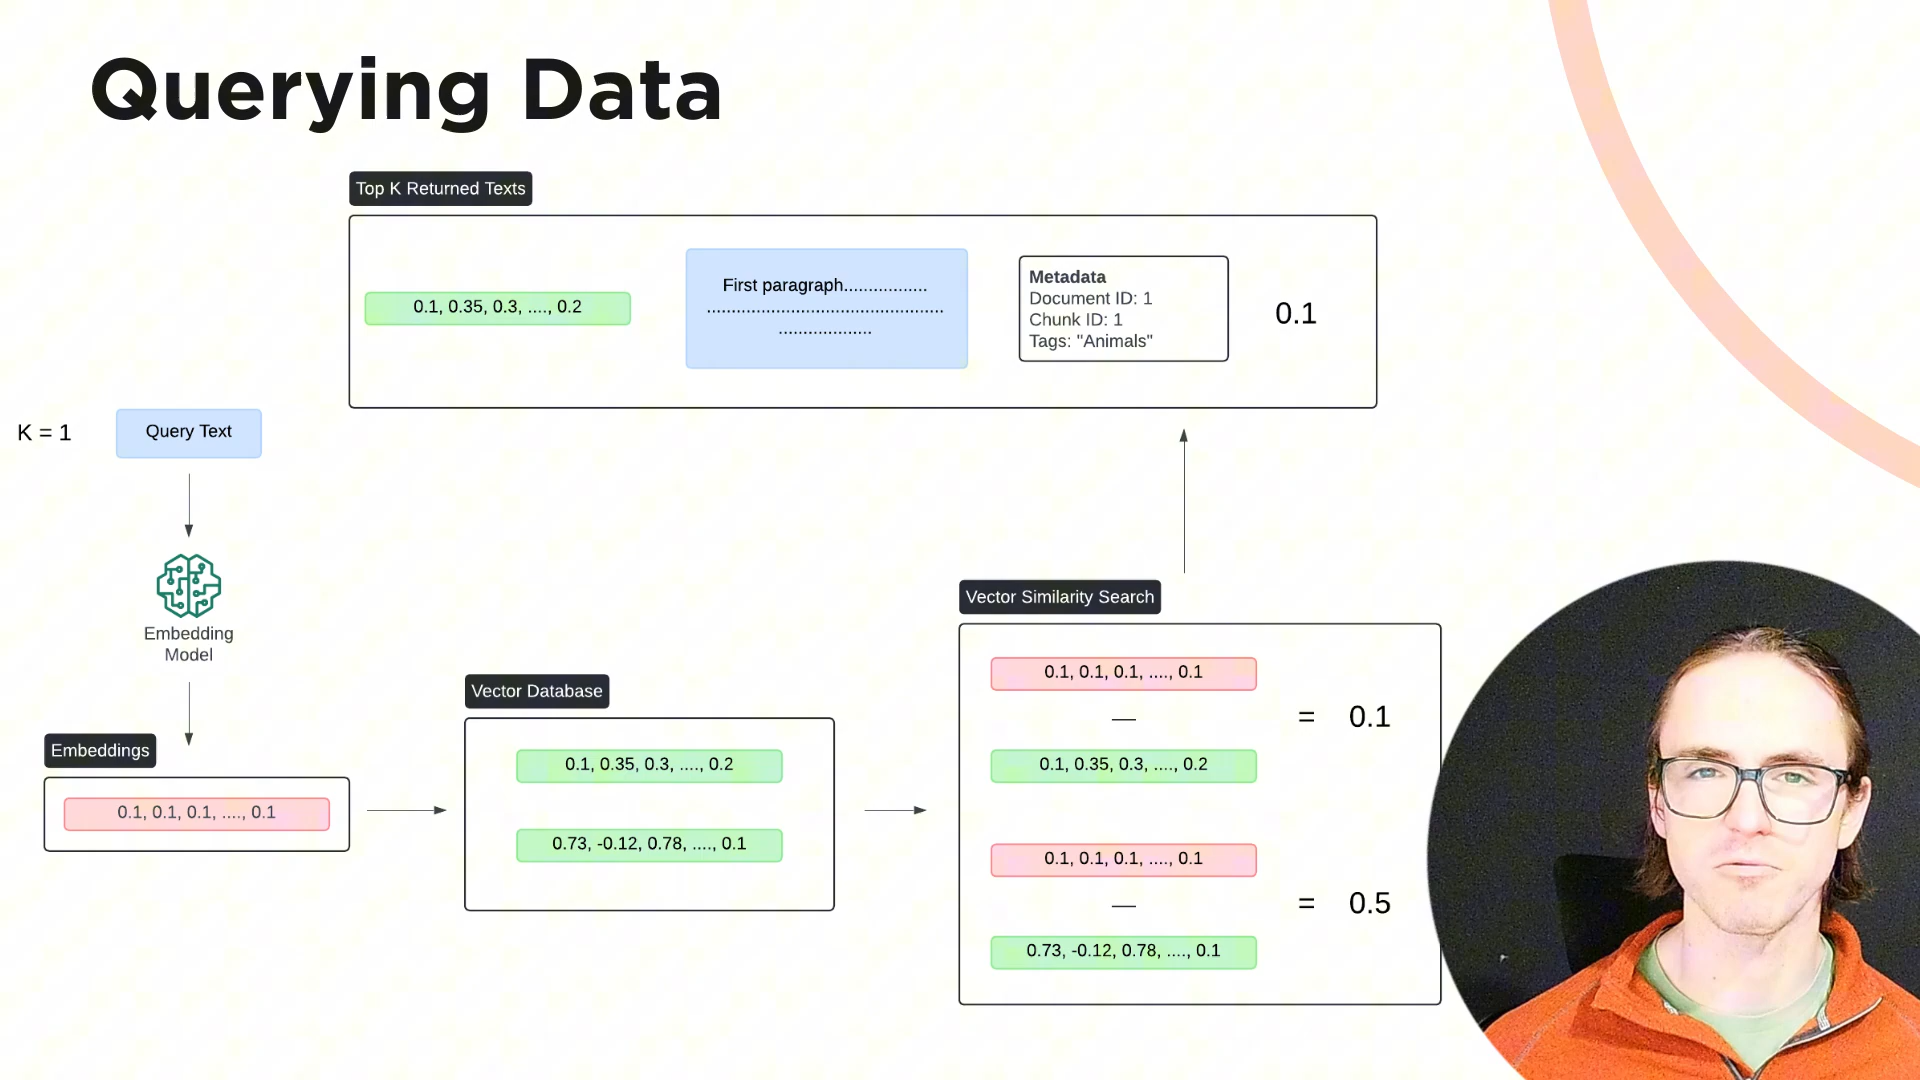 Querying Data
Top K Returned Texts
0.1, 0.35, 0.3, ...., 0.2
First paragraph.................
................................................
...................
Metadata
Document ID: 1
Chunk ID: 1
Tags: "Animals"
0.1
K = 1
Query Text
Embedding
Model
Embeddings
0.1, 0.1, 0.1, ...., 0.1
Vector Database
0.1, 0.35, 0.3, ...., 0.2
0.73, -0.12, 0.78, ...., 0.1
Vector Similarity Search
0.1, 0.1, 0.1, ...., 0.1
— = 0.1
0.1, 0.35, 0.3, ...., 0.2
0.1, 0.1, 0.1, ...., 0.1
— = 0.5
0.73, -0.12, 0.78, ...., 0.1